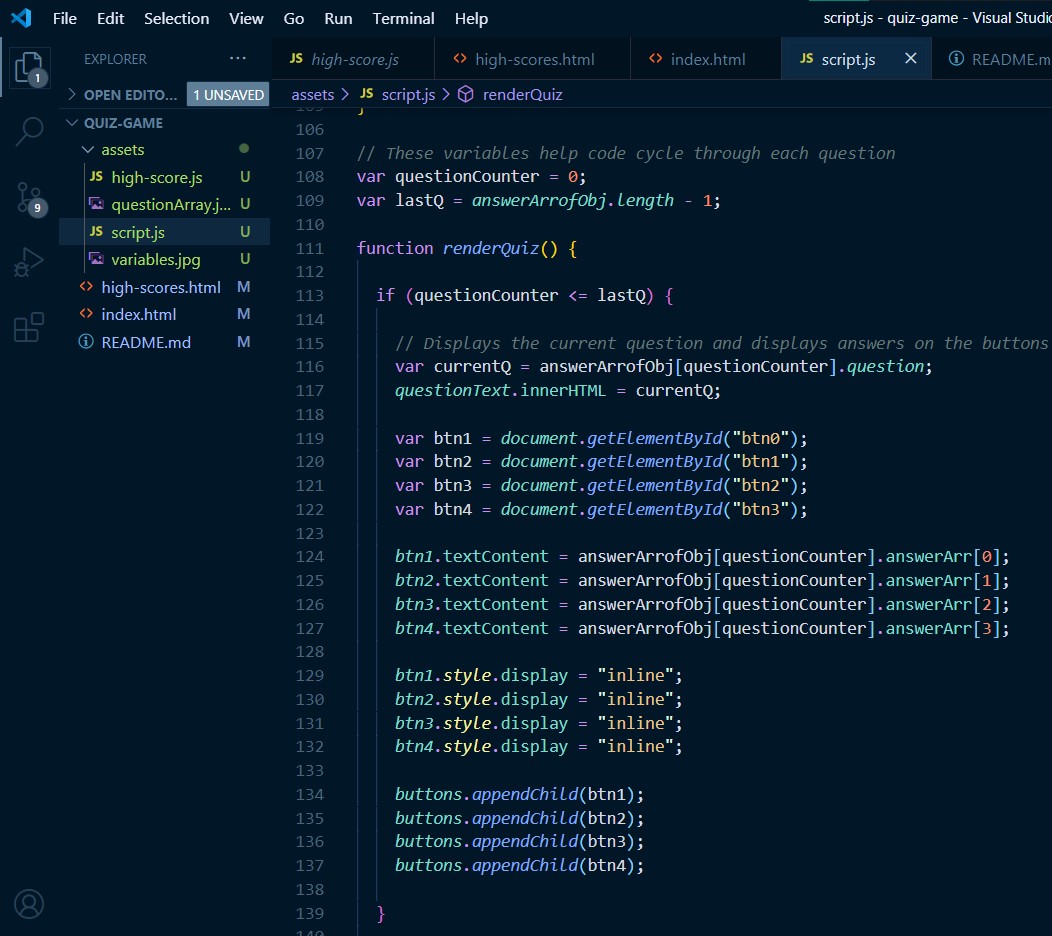 File Edit Selection View Go Run Terminal Help
script.js - quiz-game - Visual Studio
EXPLORER ...
JS high-score.js <> high-scores.html <> index.html JS script.js × README.m
OPEN EDITO... 1 UNSAVED
assets > JS script.js > renderQuiz
QUIZ-GAME
assets
JS high-score.js U
questionArray.j... U
JS script.js U
variables.jpg U
<> high-scores.html M
<> index.html M
README.md M
1
9
105 }
106
107 // These variables help code cycle through each question
108 var questionCounter = 0;
109 var lastQ = answerArrofObj.length - 1;
110
111 function renderQuiz() {
112
113 if (questionCounter <= lastQ) {
114
115 // Displays the current question and displays answers on the buttons
116 var currentQ = answerArrofObj[questionCounter].question;
117 questionText.innerHTML = currentQ;
118
119 var btn1 = document.getElementById("btn0");
120 var btn2 = document.getElementById("btn1");
121 var btn3 = document.getElementById("btn2");
122 var btn4 = document.getElementById("btn3");
123
124 btn1.textContent = answerArrofObj[questionCounter].answerArr[0];
125 btn2.textContent = answerArrofObj[questionCounter].answerArr[1];
126 btn3.textContent = answerArrofObj[questionCounter].answerArr[2];
127 btn4.textContent = answerArrofObj[questionCounter].answerArr[3];
128
129 btn1.style.display = "inline";
130 btn2.style.display = "inline";
131 btn3.style.display = "inline";
132 btn4.style.display = "inline";
133
134 buttons.appendChild(btn1);
135 buttons.appendChild(btn2);
136 buttons.appendChild(btn3);
137 buttons.appendChild(btn4);
138
139 }
140